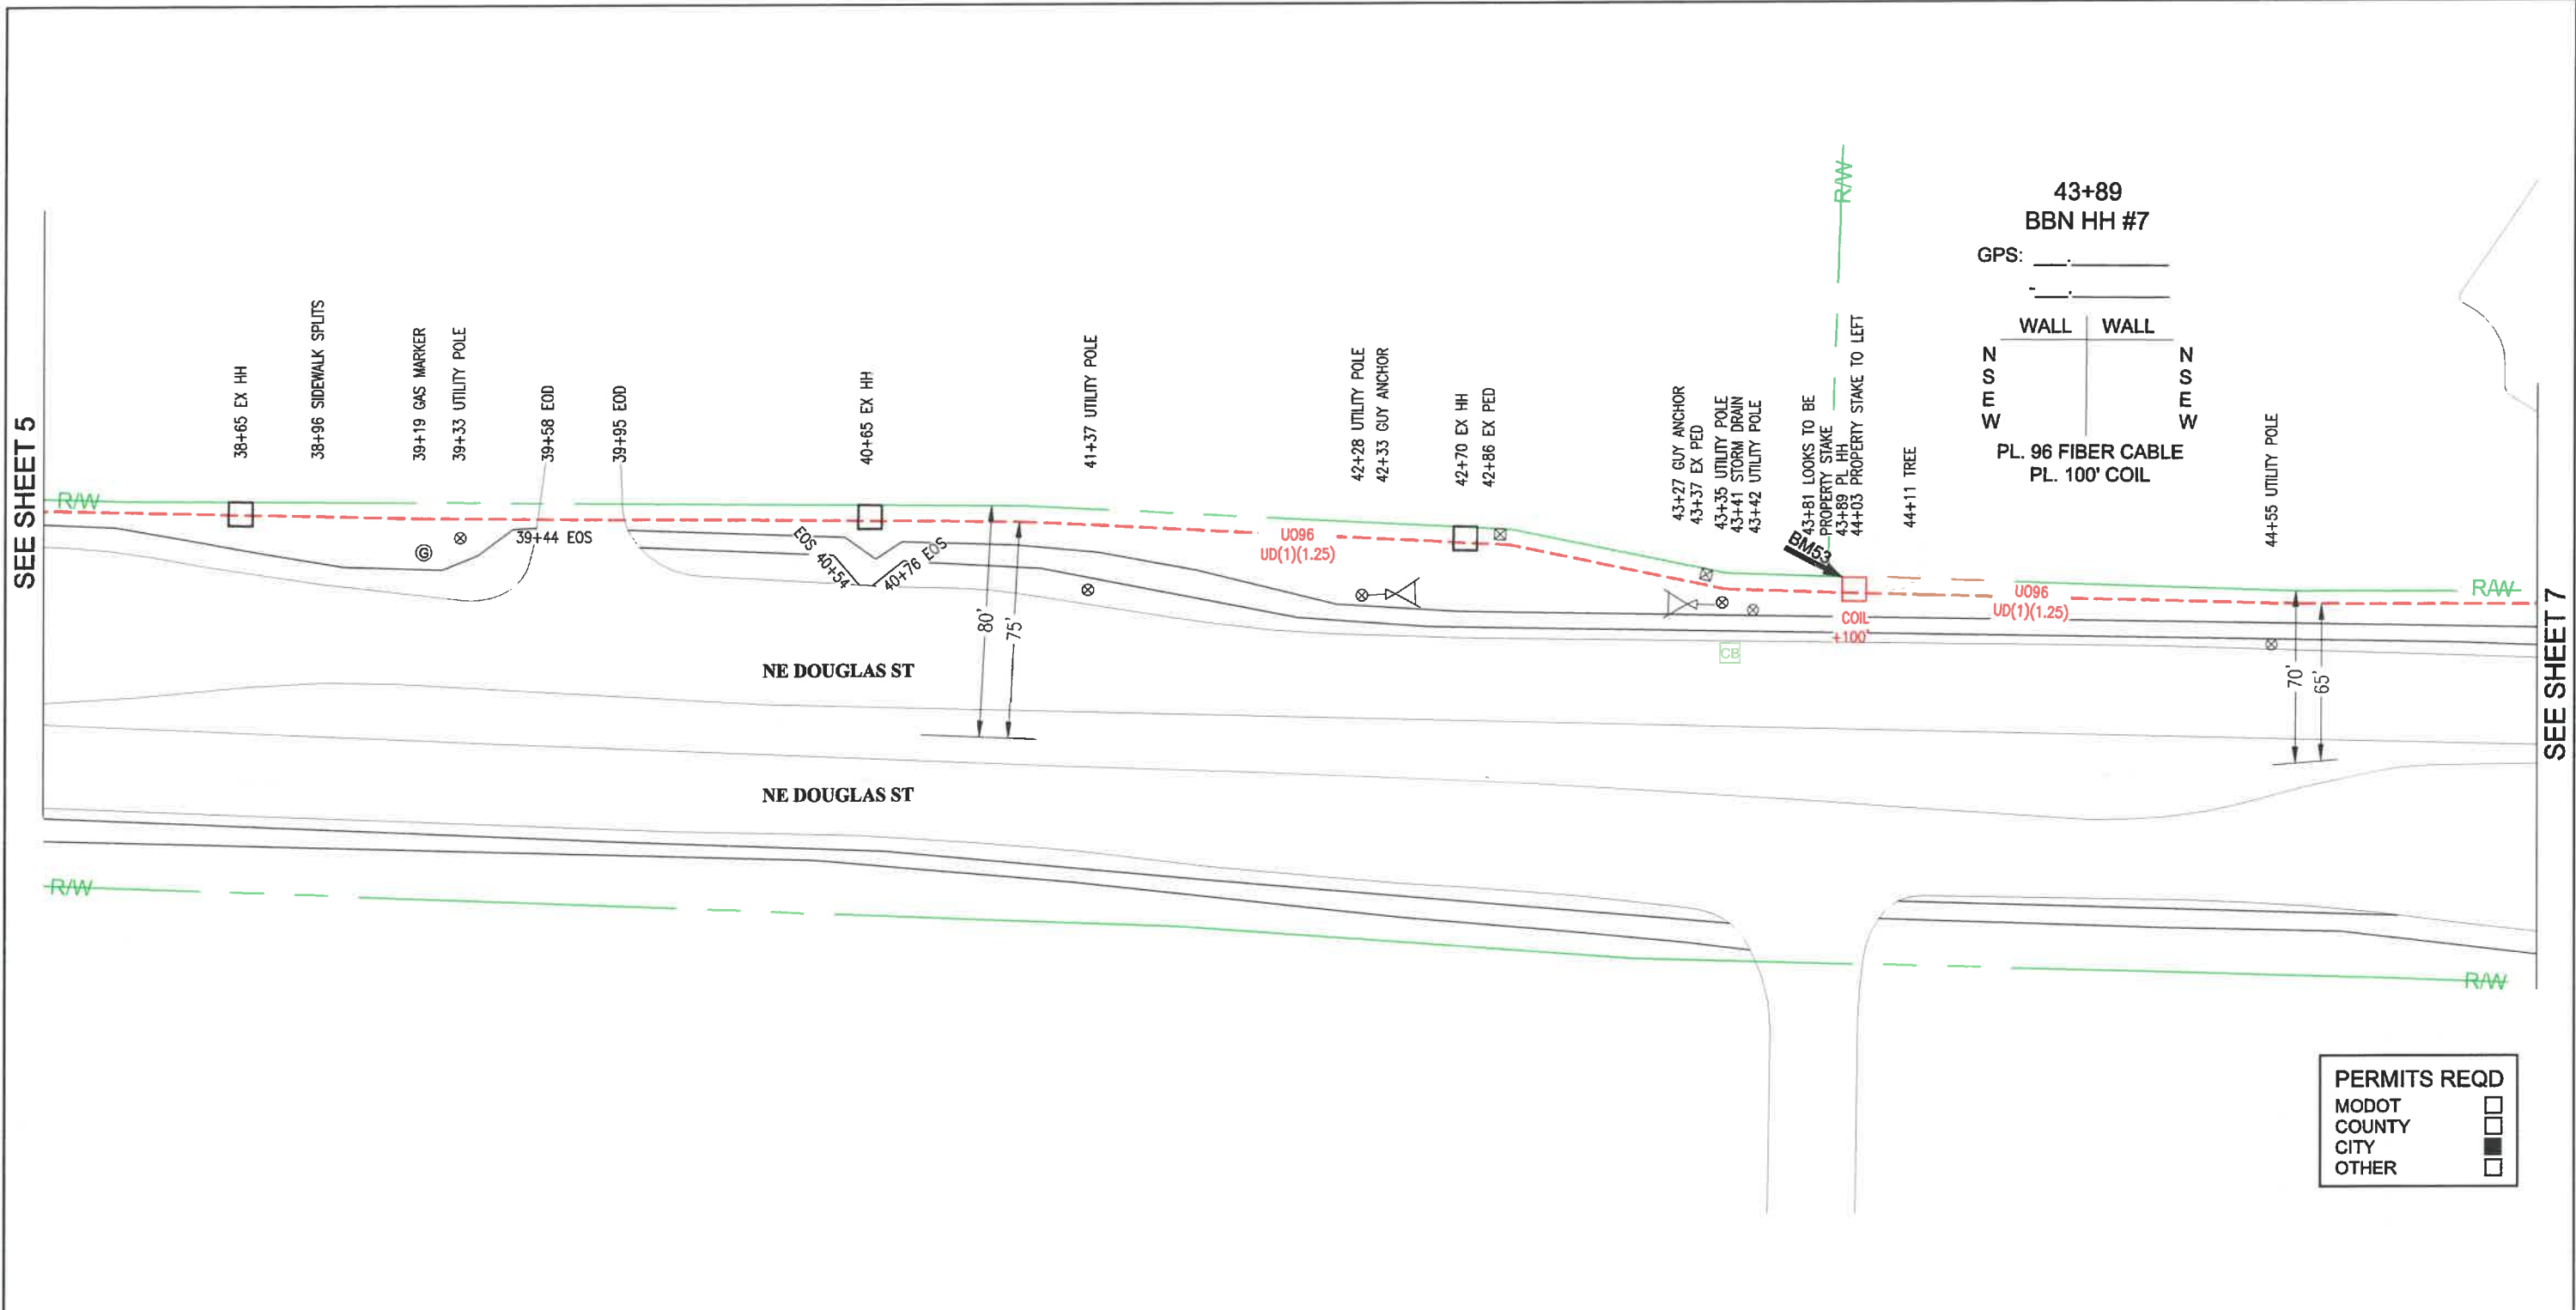 SEE SHEET 5
R/W
38+65 EX HH
38+96 SIDEWALK SPLITS
39+19 GAS MARKER
39+33 UTILITY POLE
39+58 EOD
39+95 EOD
40+65 EX HH
41+37 UTILITY POLE
42+28 UTILITY POLE
42+33 GUY ANCHOR
42+70 EX HH
42+86 EX PED
43+27 GUY ANCHOR
43+37 EX PED
43+35 UTILITY POLE
43+41 STORM DRAIN
43+42 UTILITY POLE
43+81 LOOKS TO BE
PROPERTY STAKE
43+89 PL HH
44+03 PROPERTY STAKE TO LEFT
44+11 TREE
44+55 UTILITY POLE
R/W
43+89
BBN HH #7
GPS:
WALL WALL
N N
S S
E E
W W
PL. 96 FIBER CABLE
PL. 100' COIL
G
39+44 EOS
EOS 40+54
40+76 EOS
UO96
UD(1)(1.25)
BM53
COIL
+100'
UO96
UD(1)(1.25)
R/W
CB
80'
75'
70'
65'
NE DOUGLAS ST
NE DOUGLAS ST
R/W
R/W
SEE SHEET 7
PERMITS REQD
MODOT
COUNTY
CITY
OTHER